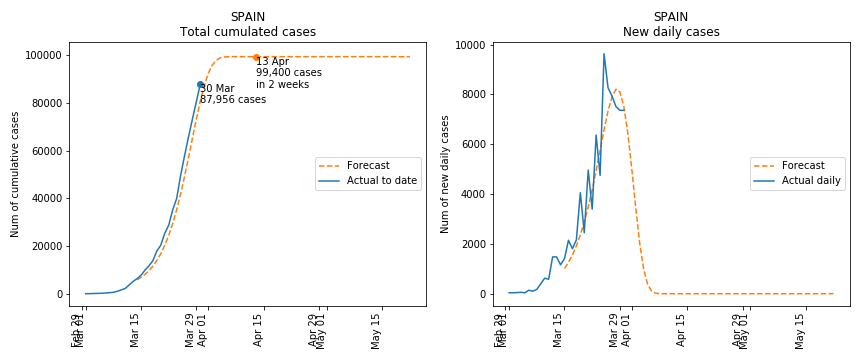 SPAIN
Total cumulated cases
100000
80000
60000
40000
20000
0
Num of cumulative cases
13 Apr
99,400 cases
in 2 weeks
30 Mar
87,956 cases
Forecast
Actual to date
Feb 29
Mar 01
Mar 15
Mar 29
Apr 01
Apr 15
Apr 29
May 01
May 15
SPAIN
New daily cases
10000
8000
6000
4000
2000
0
Num of new daily cases
Forecast
Actual daily
Feb 29
Mar 01
Mar 15
Mar 29
Apr 01
Apr 15
Apr 29
May 01
May 15